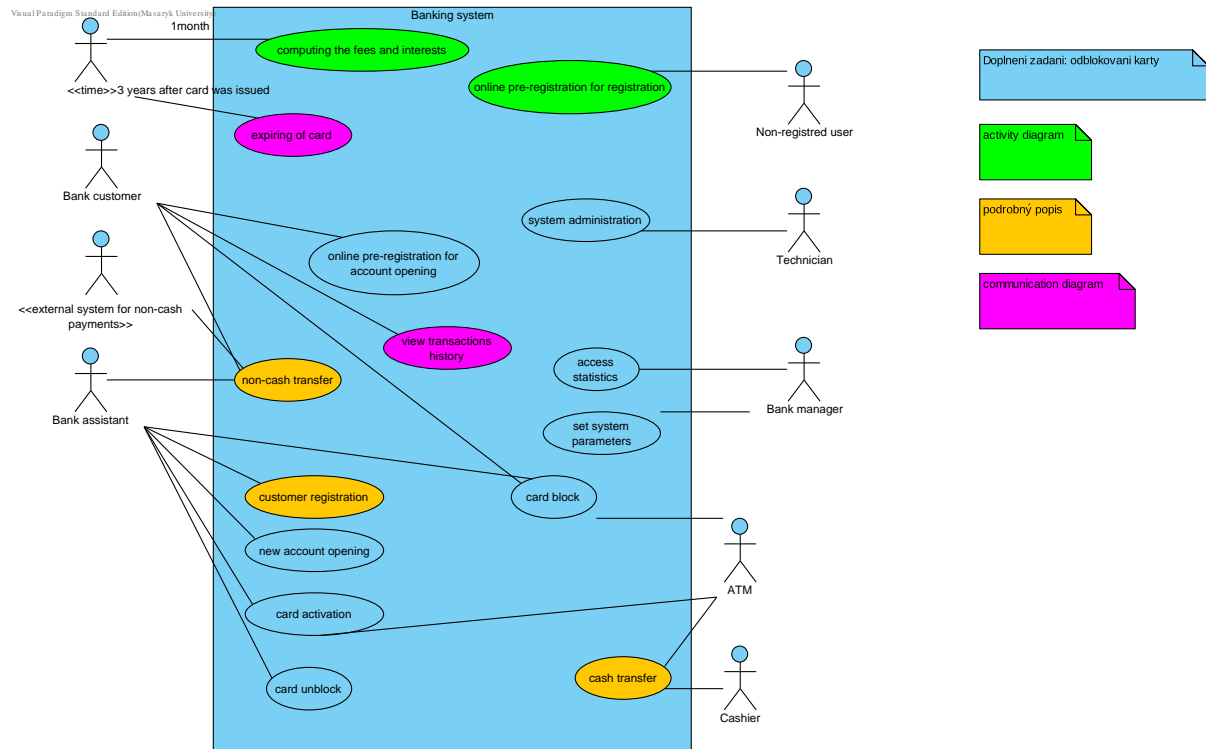 Visual Paradigm Standard Edition(Masaryk University)
Banking system
1month
computing the fees and interests
online pre-registration for registration
<<time>>3 years after card was issued
expiring of card
Non-registred user
Bank customer
system administration
online pre-registration for
account opening
Technician
<<external system for non-cash
payments>>
view transactions
history
access
statistics
non-cash transfer
Bank assistant
Bank manager
set system
parameters
customer registration
card block
new account opening
ATM
card activation
cash transfer
card unblock
Cashier
Doplneni zadani: odblokovani karty
activity diagram
podrobný popis
communication diagram